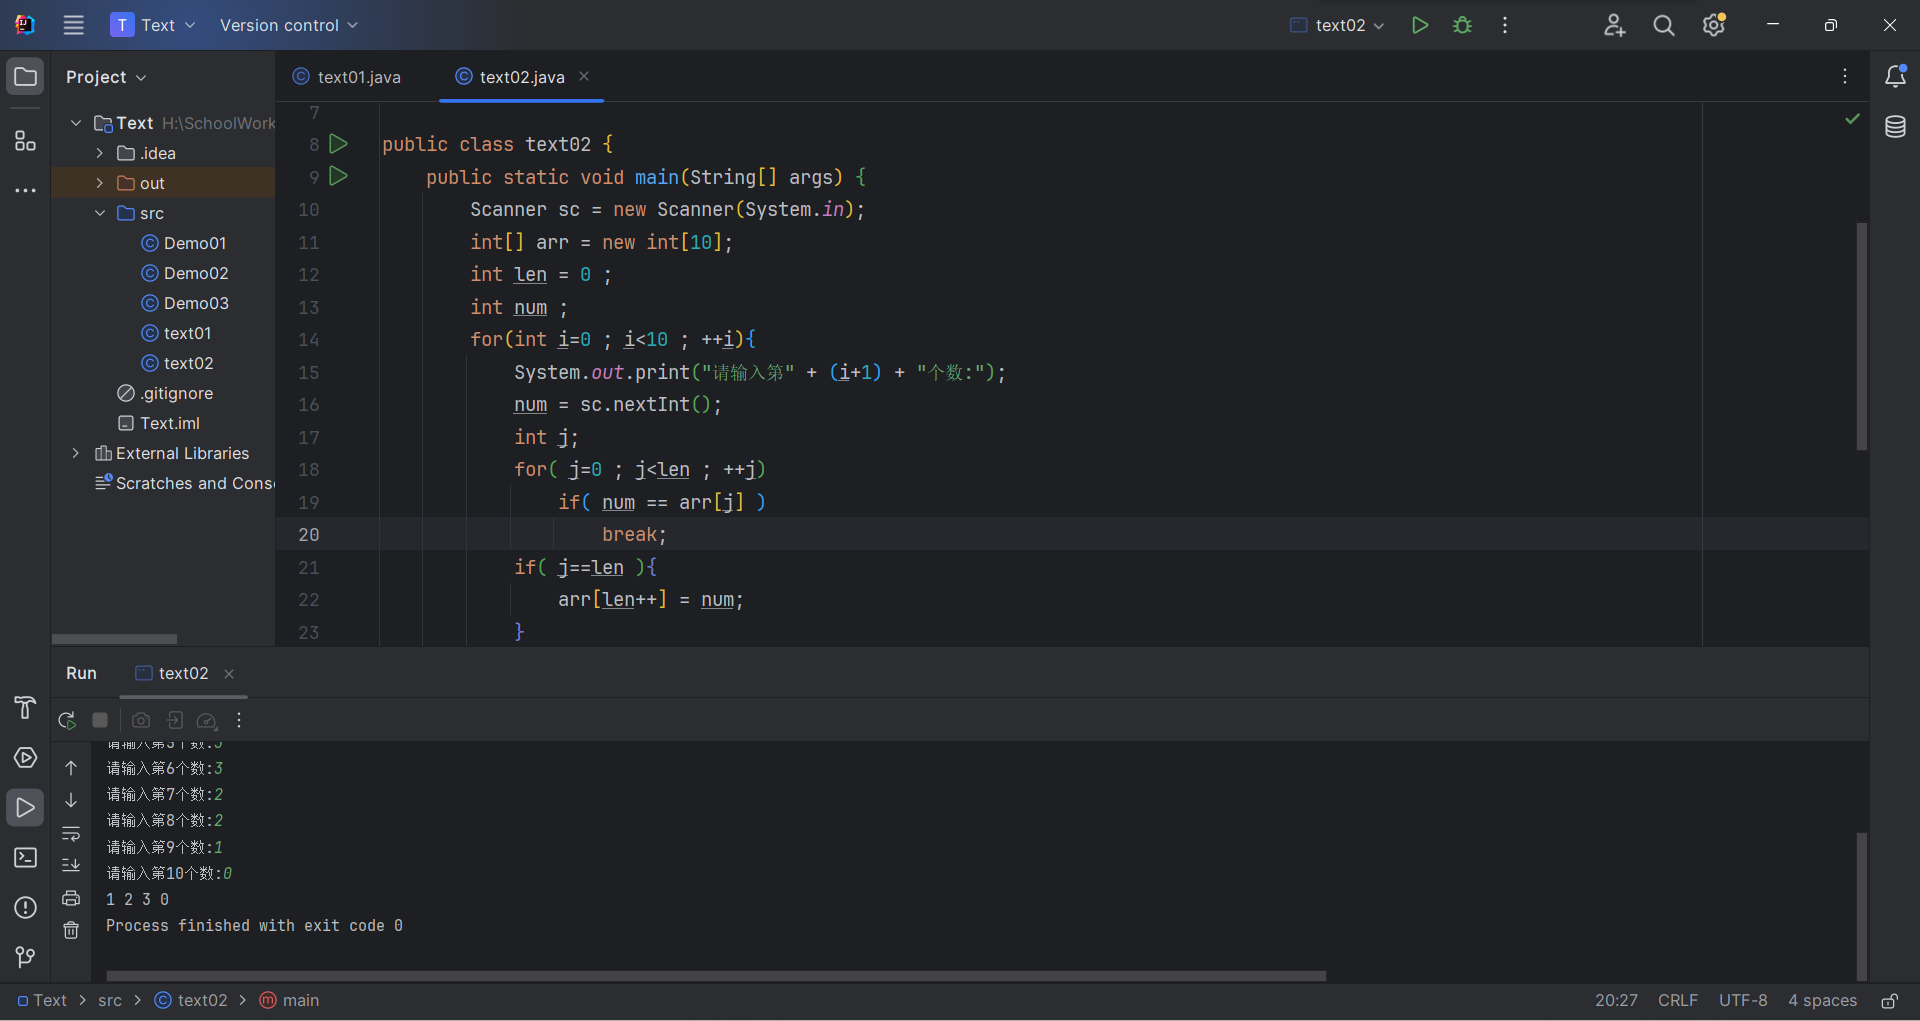 T Text Version control text02
Project
Text H:\SchoolWork
.idea
out
src
Demo01
Demo02
Demo03
text01
text02
.gitignore
Text.iml
External Libraries
Scratches and Cons
text01.java text02.java
7
8 public class text02 {
9 public static void main(String[] args) {
10 Scanner sc = new Scanner(System.in);
11 int[] arr = new int[10];
12 int len = 0 ;
13 int num ;
14 for(int i=0 ; i<10 ; ++i){
15 System.out.print("请输入第" + (i+1) + "个数:");
16 num = sc.nextInt();
17 int j;
18 for( j=0 ; j<len ; ++j)
19 if( num == arr[j] )
20 break;
21 if( j==len ){
22 arr[len++] = num;
23 }
Run text02
请输入第6个数:3
请输入第7个数:2
请输入第8个数:2
请输入第9个数:1
请输入第10个数:0
1 2 3 0
Process finished with exit code 0
Text > src > text02 > main 20:27 CRLF UTF-8 4 spaces